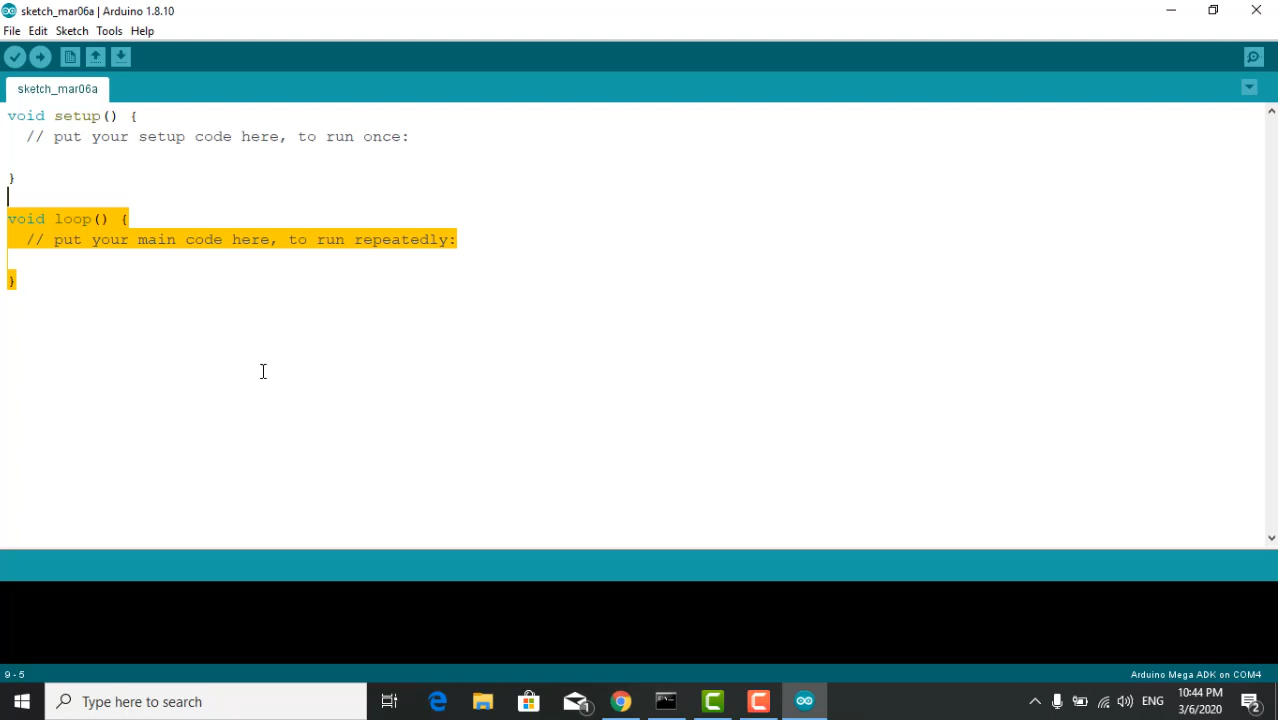 sketch_mar06a | Arduino 1.8.10
File Edit Sketch Tools Help
sketch_mar06a
void setup() {
// put your setup code here, to run once:
}
void loop() {
// put your main code here, to run repeatedly:
}
9 - 5
Arduino Mega ADK on COM4
Type here to search
1
ENG
10:44 PM
3/6/2020
2